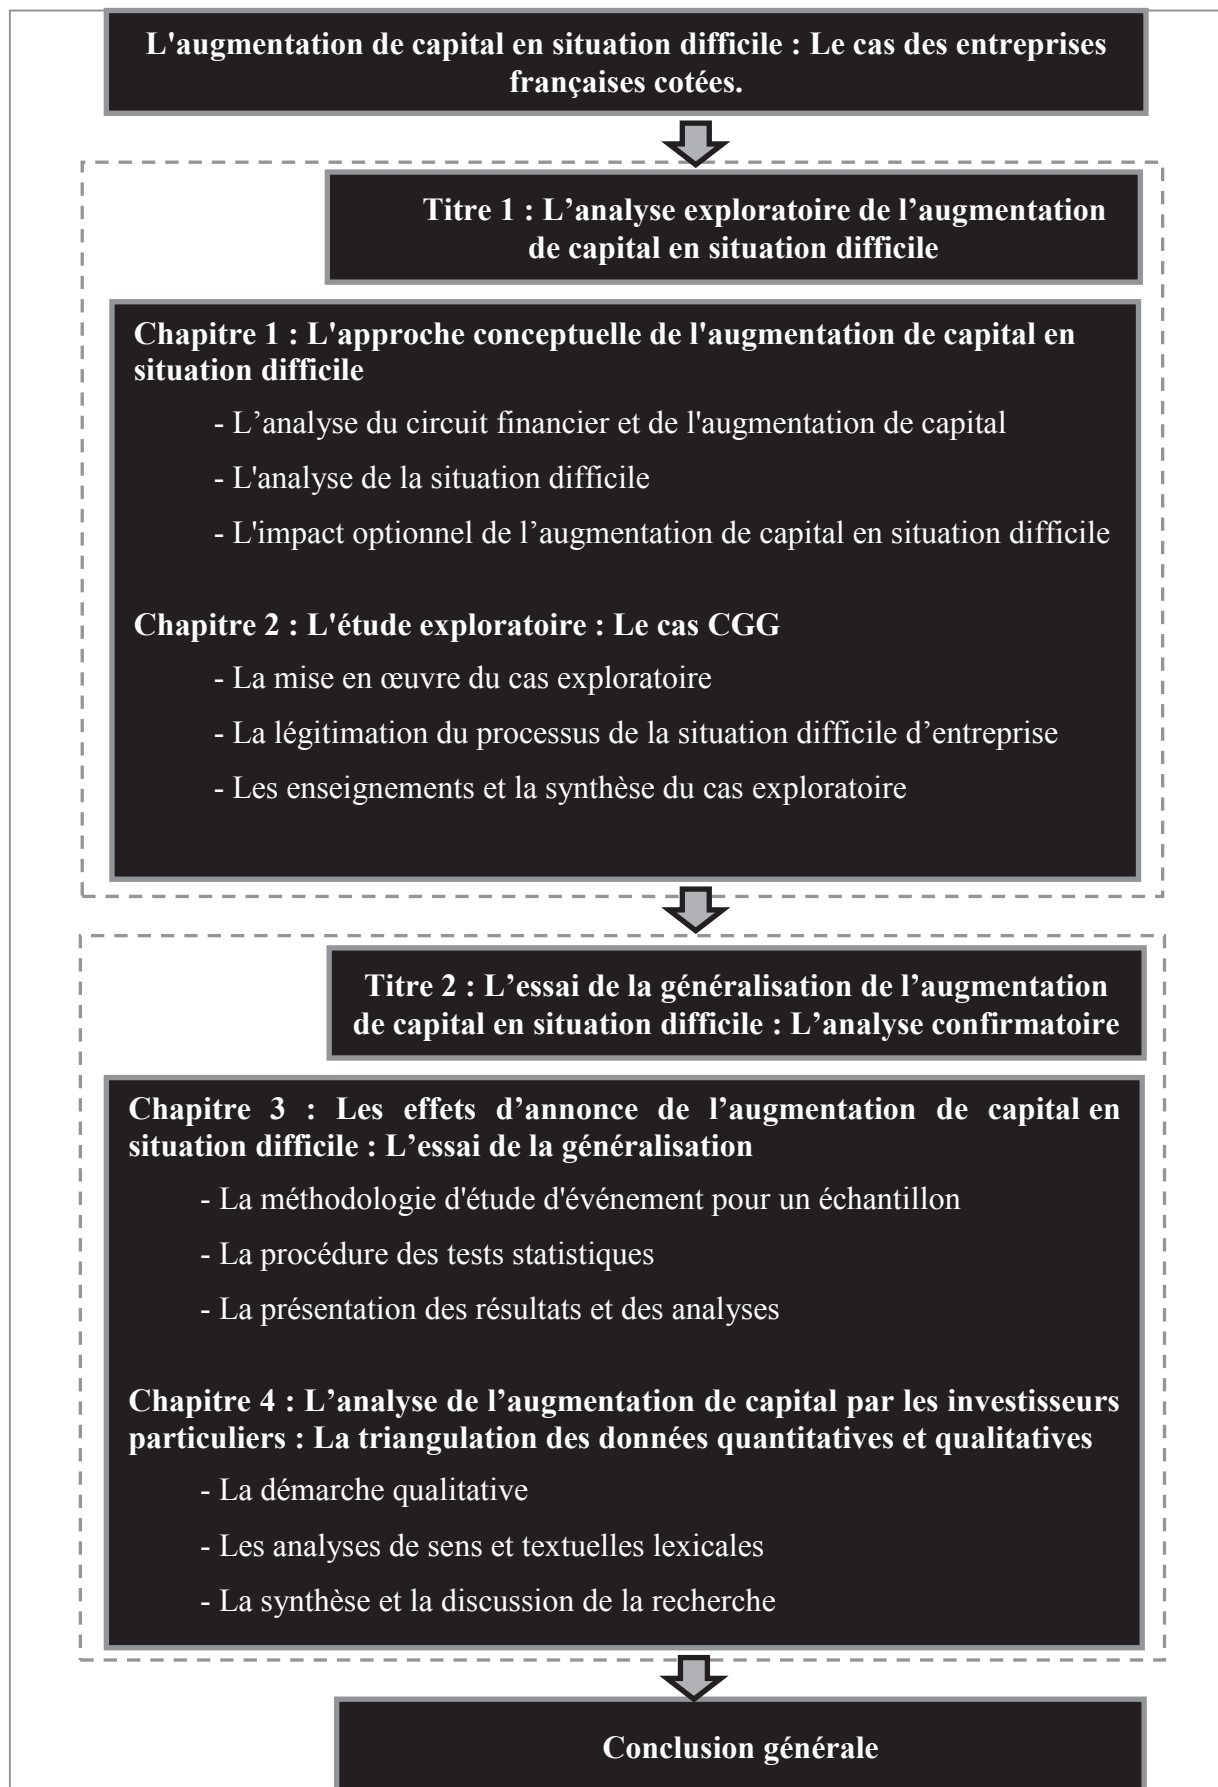 L'augmentation de capital en situation difficile : Le cas des entreprises
françaises cotées.
Titre 1 : L’analyse exploratoire de l’augmentation
de capital en situation difficile
Chapitre 1 : L'approche conceptuelle de l'augmentation de capital en
situation difficile
- L’analyse du circuit financier et de l'augmentation de capital
- L'analyse de la situation difficile
- L'impact optionnel de l’augmentation de capital en situation difficile
Chapitre 2 : L'étude exploratoire : Le cas CGG
- La mise en œuvre du cas exploratoire
- La légitimation du processus de la situation difficile d’entreprise
- Les enseignements et la synthèse du cas exploratoire
Titre 2 : L’essai de la généralisation de l’augmentation
de capital en situation difficile : L’analyse confirmatoire
Chapitre 3 : Les effets d’annonce de l’augmentation de capital en
situation difficile : L’essai de la généralisation
- La méthodologie d'étude d'événement pour un échantillon
- La procédure des tests statistiques
- La présentation des résultats et des analyses
Chapitre 4 : L’analyse de l’augmentation de capital par les investisseurs
particuliers : La triangulation des données quantitatives et qualitatives
- La démarche qualitative
- Les analyses de sens et textuelles lexicales
- La synthèse et la discussion de la recherche
Conclusion générale